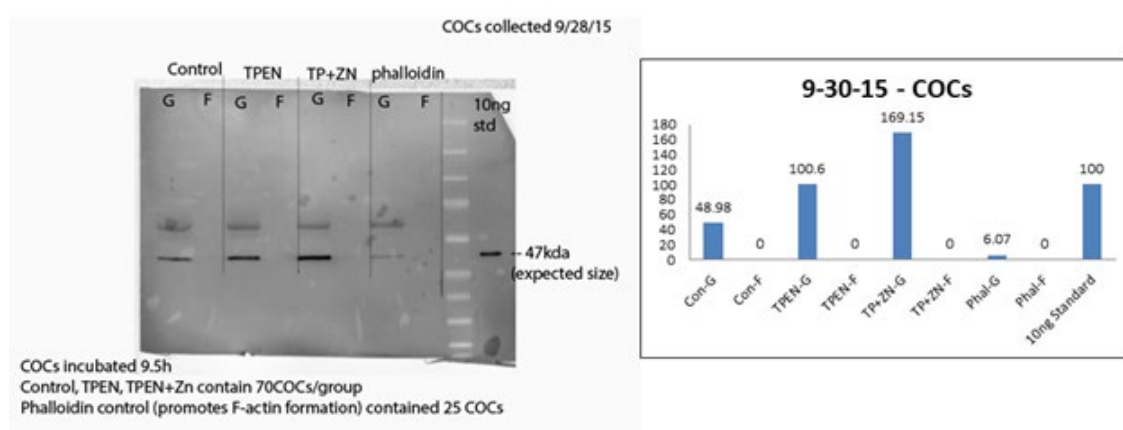 COCs collected 9/28/15
Control TPEN TP+ZN phalloidin
G F G F G F G F 10ng
std
-- 47kda
(expected size)
COCs incubated 9.5h
Control, TPEN, TPEN+Zn contain 70COCs/group
Phalloidin control (promotes F-actin formation) contained 25 COCs
9-30-15 - COCs
180
160
140
120
100
80
60
40
20
0
48.98
0
100.6
0
169.15
0
6.07
0
100
Con-G
Con-F
TPEN-G
TPEN-F
TP+ZN-G
TP+ZN-F
Phal-G
Phal-F
10ng Standard